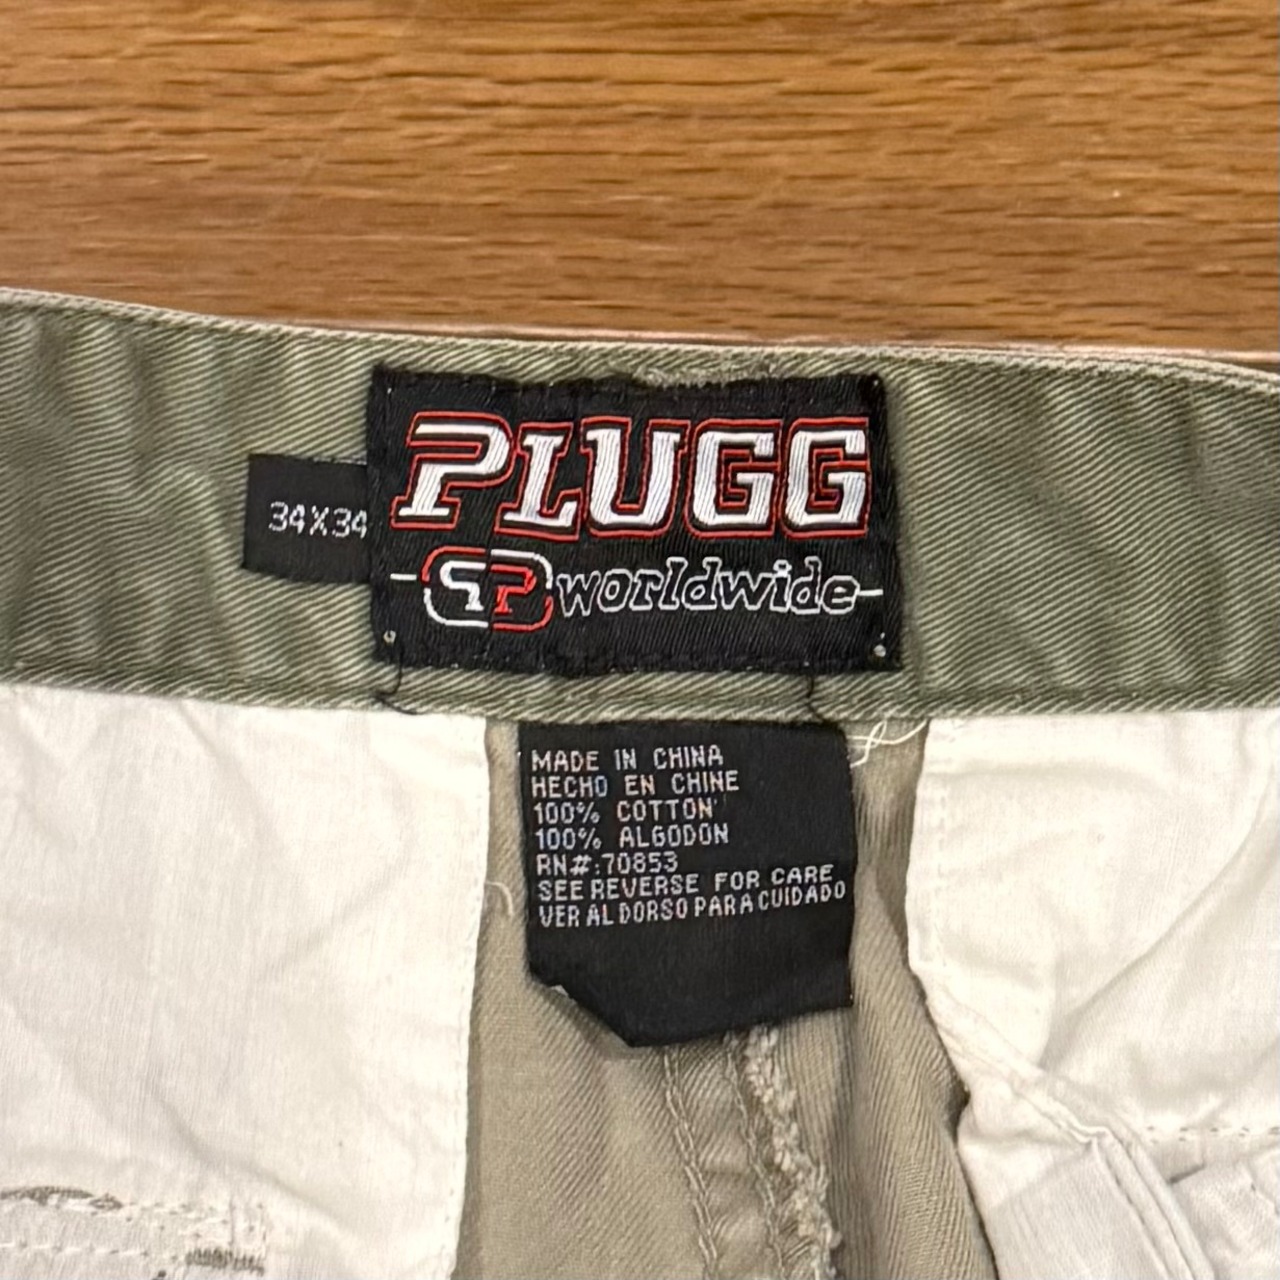 34X34
PLUGG
PP worldwide
MADE IN CHINA
HECHO EN CHINE
100% COTTON
100% ALGODON
RN#:70853
SEE REVERSE FOR CARE
VER AL DORSO PARA CUIDADO